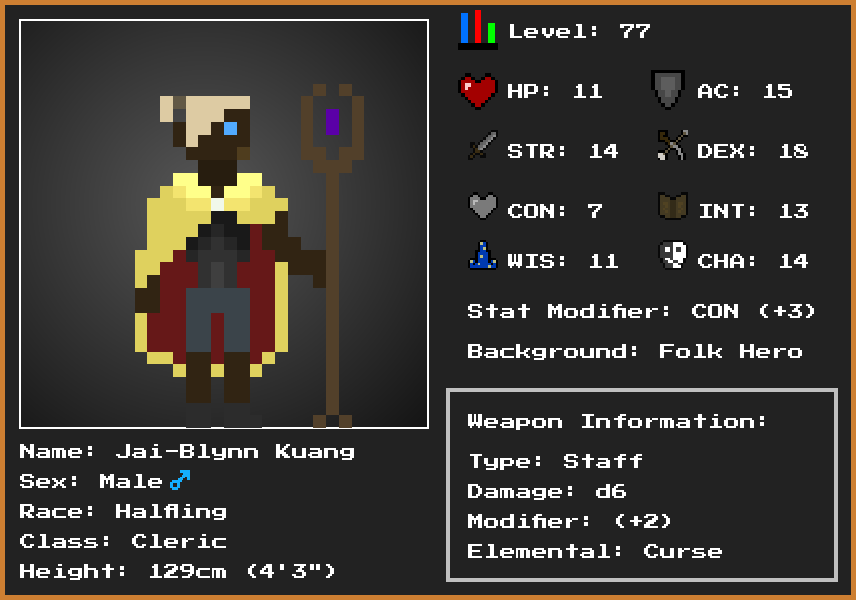 Level: 77
HP: 11
AC: 15
STR: 14
DEX: 18
CON: 7
INT: 13
WIS: 11
CHA: 14
Stat Modifier: CON (+3)
Background: Folk Hero
Weapon Information:
Type: Staff
Damage: d6
Modifier: (+2)
Elemental: Curse
Name: Jai-Blynn Kuang
Sex: Male ♂
Race: Halfling
Class: Cleric
Height: 129cm (4'3")